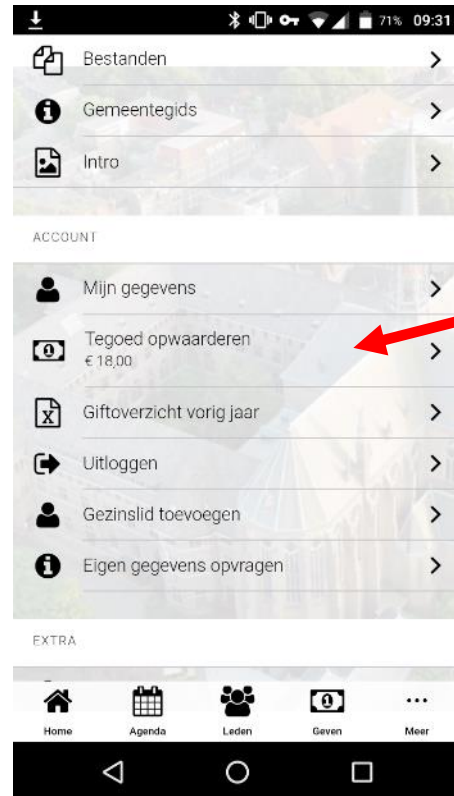 71% 09:31
Bestanden
Gemeentegids
Intro
ACCOUNT
Mijn gegevens
Tegoed opwaarderen
€ 18,00
Giftoverzicht vorig jaar
Uitloggen
Gezinslid toevoegen
Eigen gegevens opvragen
EXTRA
Home Agenda Leden Geven Meer